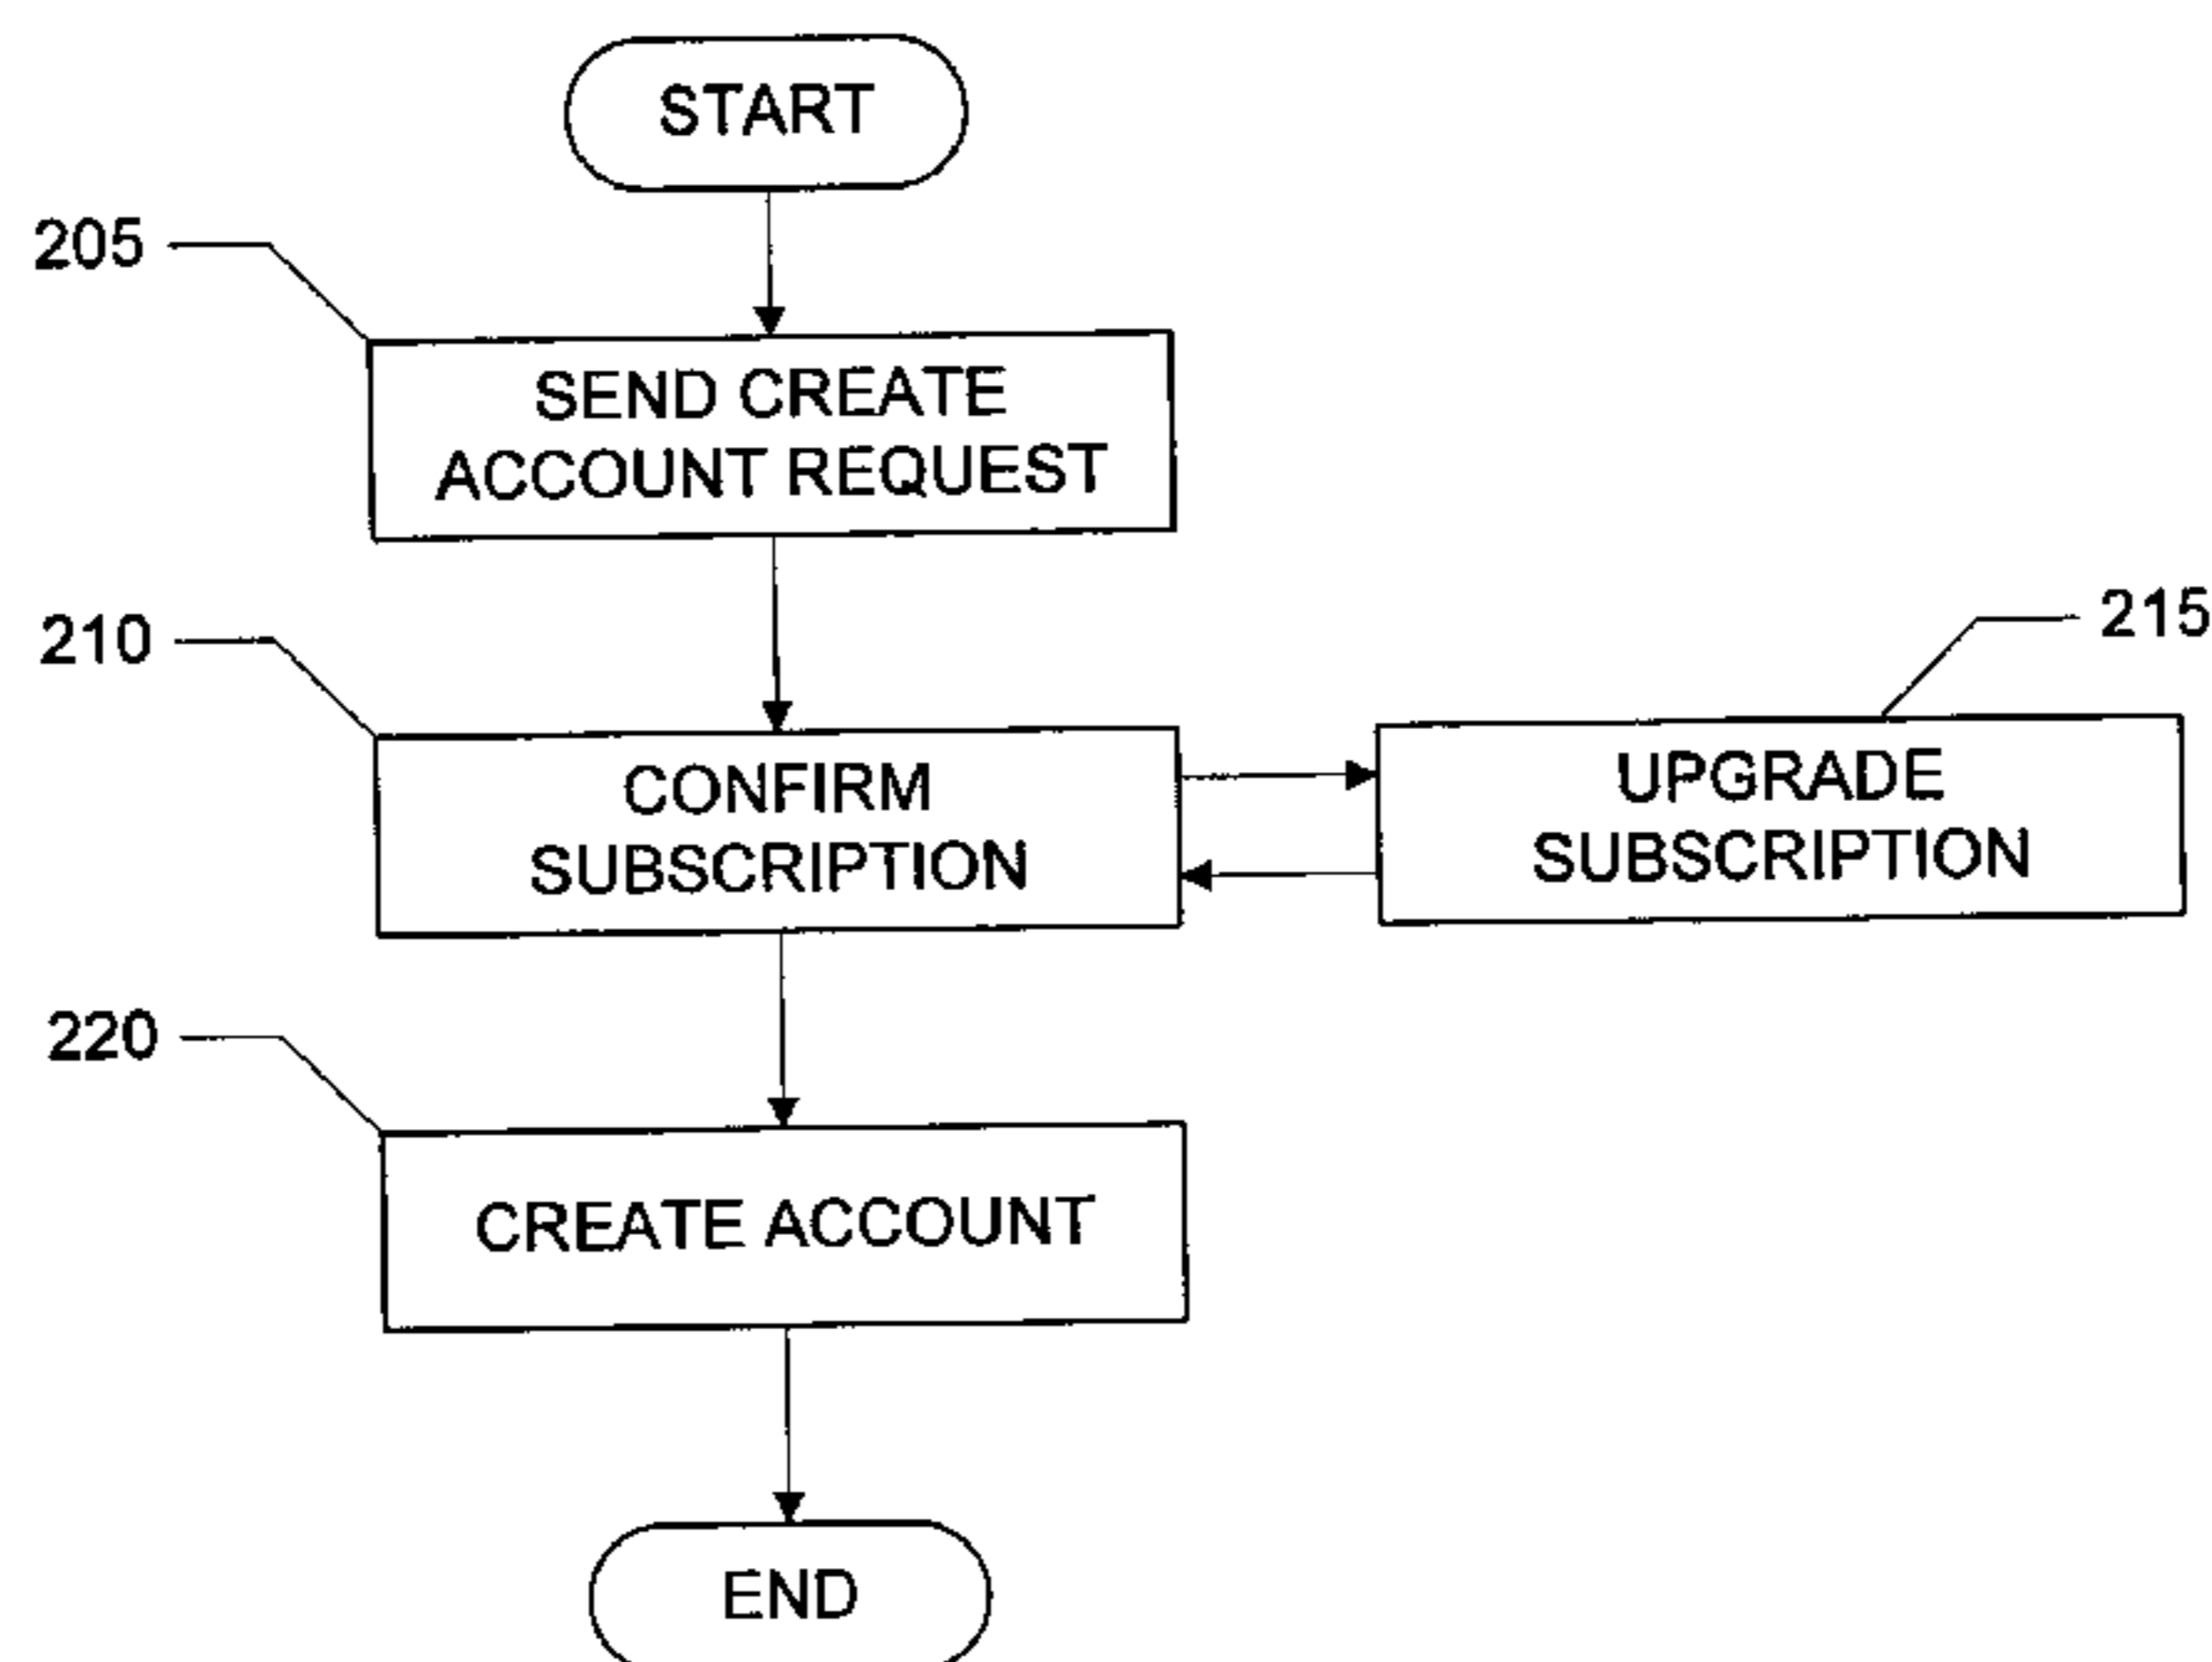 START
205
SEND CREATE
ACCOUNT REQUEST
210
215
CONFIRM
SUBSCRIPTION
UPGRADE
SUBSCRIPTION
220
CREATE ACCOUNT
END